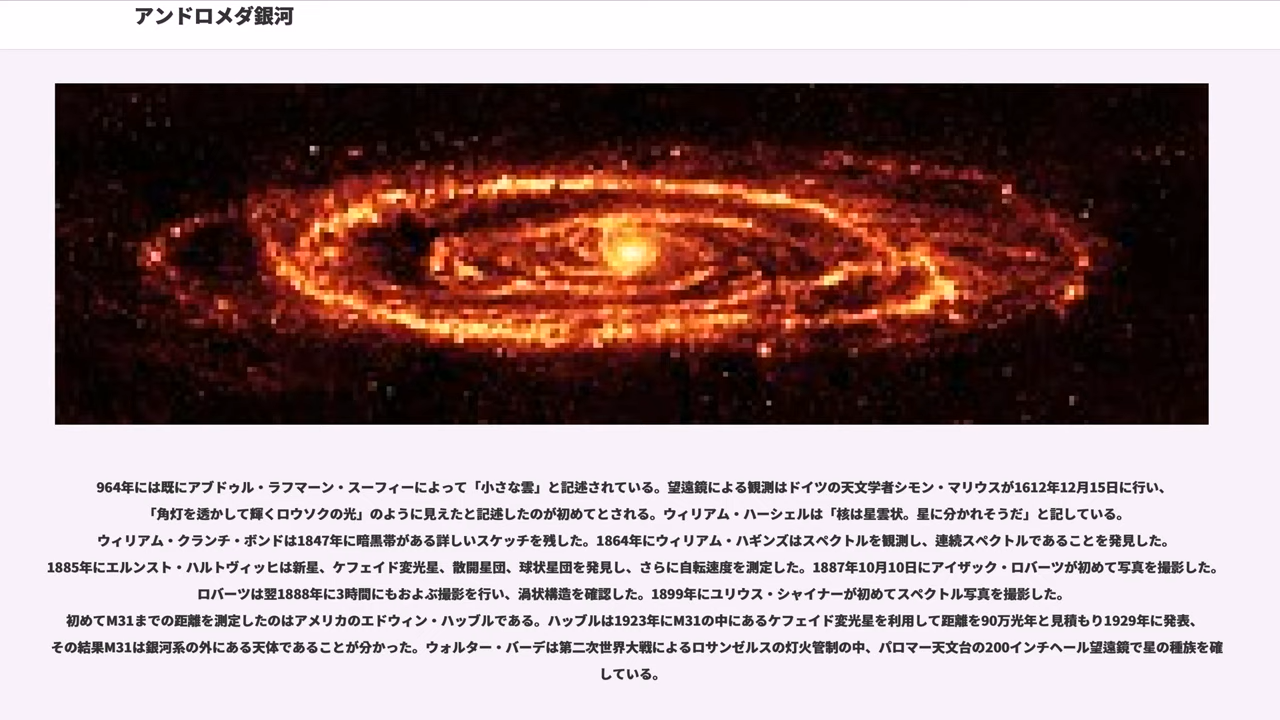 アンドロメダ銀河
964年には既にアブドゥル・ラフマーン・スーフィーによって「小さな雲」と記述されている。望遠鏡による観測はドイツの天文学者シモン・マリウスが1612年12月15日に行い、
「角灯を透かして輝くロウソクの光」のように見えたと記述したのが初めてとされる。ウィリアム・ハーシェルは「核は星雲状。星に分かれそうだ」と記している。
ウィリアム・クランチ・ボンドは1847年に暗黒帯がある詳しいスケッチを残した。1864年にウィリアム・ハギンズはスペクトルを観測し、連続スペクトルであることを発見した。
1885年にエルンスト・ハルトヴィッヒは新星、ケフェイド変光星、散開星団、球状星団を発見し、さらに自転速度を測定した。1887年10月10日にアイザック・ロバーツが初めて写真を撮影した。
ロバーツは翌1888年に3時間にもおよぶ撮影を行い、渦状構造を確認した。1899年にユリウス・シャイナーが初めてスペクトル写真を撮影した。
初めてM31までの距離を測定したのはアメリカのエドウィン・ハッブルである。ハッブルは1923年にM31の中にあるケフェイド変光星を利用して距離を90万光年と見積もり1929年に発表、
その結果M31は銀河系の外にある天体であることが分かった。ウォルター・バーデは第二次世界大戦によるロサンゼルスの灯火管制の中、パロマー天文台の200インチヘール望遠鏡で星の種族を確
している。